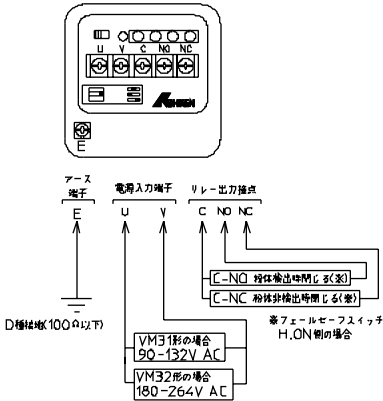 U V C NO NC
KOHKEN
E
アース
端子
電源入力端子
リレー出力接点
E U V C NO NC
C-NO 粉体検出時閉じる(※)
C-NC 粉体非検出時閉じる(※)
D種接地(100Ω以下)
※フェールセーフスイッチ
H.ON側の場合
VM31形の場合
90-132V AC
VM32形の場合
180-264V AC